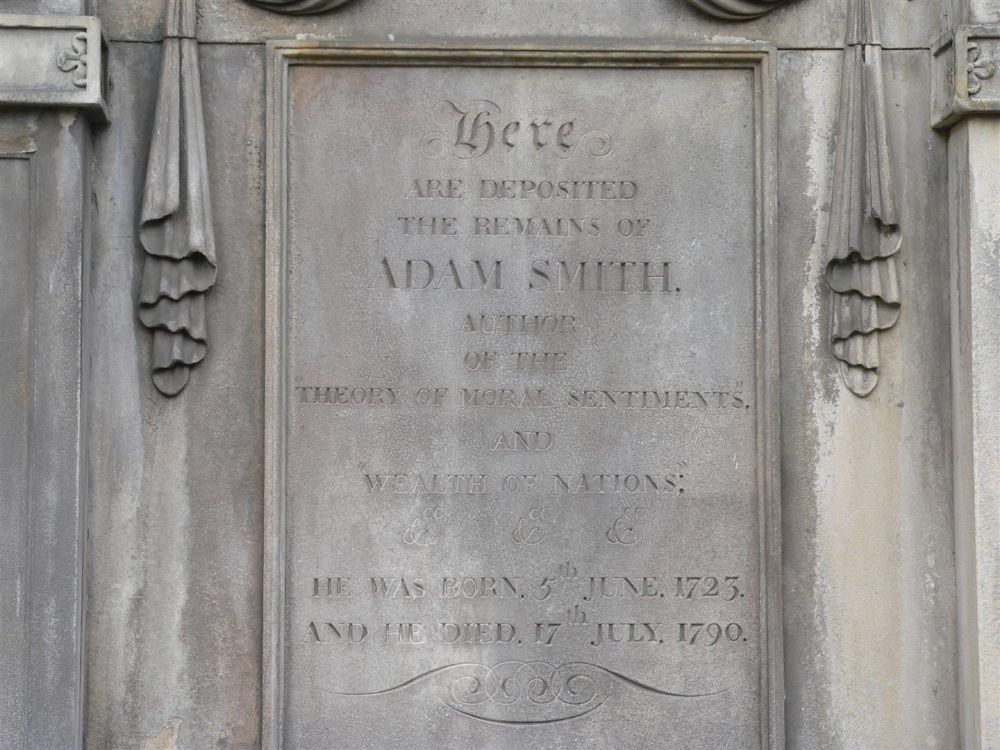 Here
ARE DEPOSITED
THE REMAINS OF
ADAM SMITH,
AUTHOR
OF THE
"THEORY OF MORAL SENTIMENTS",
AND
"WEALTH OF NATIONS;"
&c &c &c
HE WAS BORN, 5th JUNE, 1723.
AND HE DIED, 17th JULY, 1790.